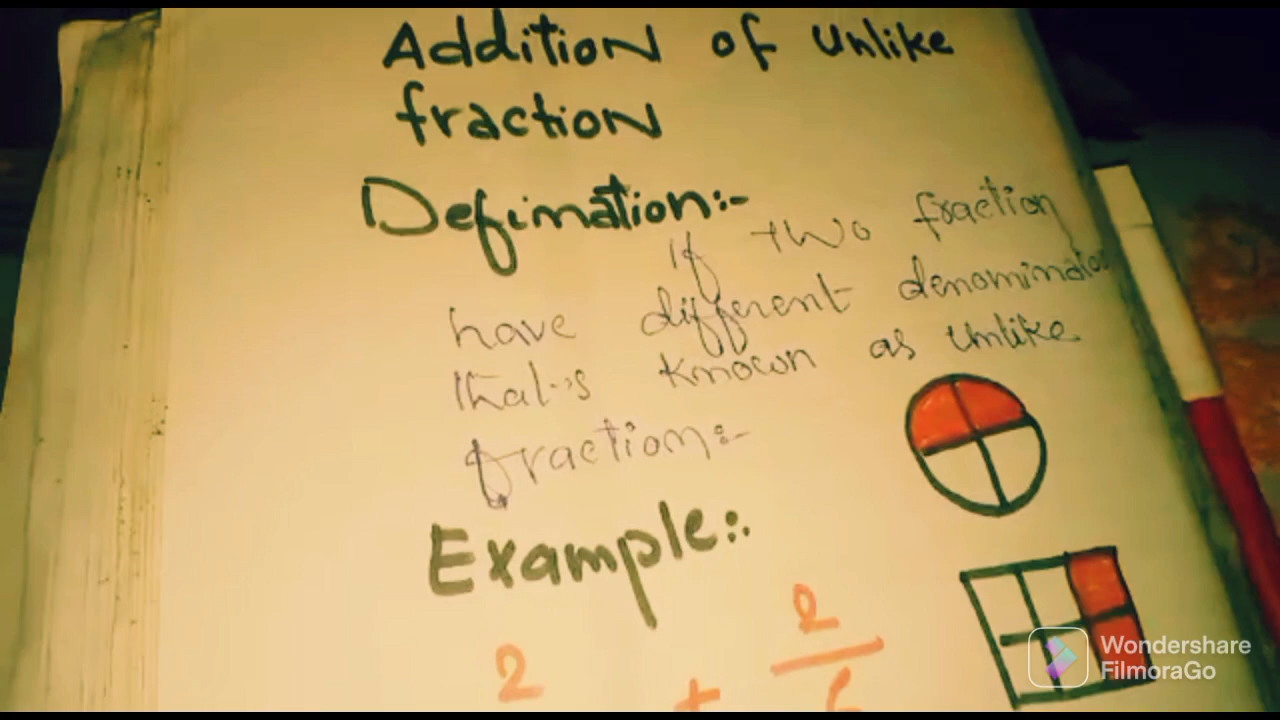 Addition of unlike
fraction
Defination:-
If two fraction
have different denominator
that's known as unlike
fraction:-
Example:-
2 + 2
Wondershare
FilmoraGo